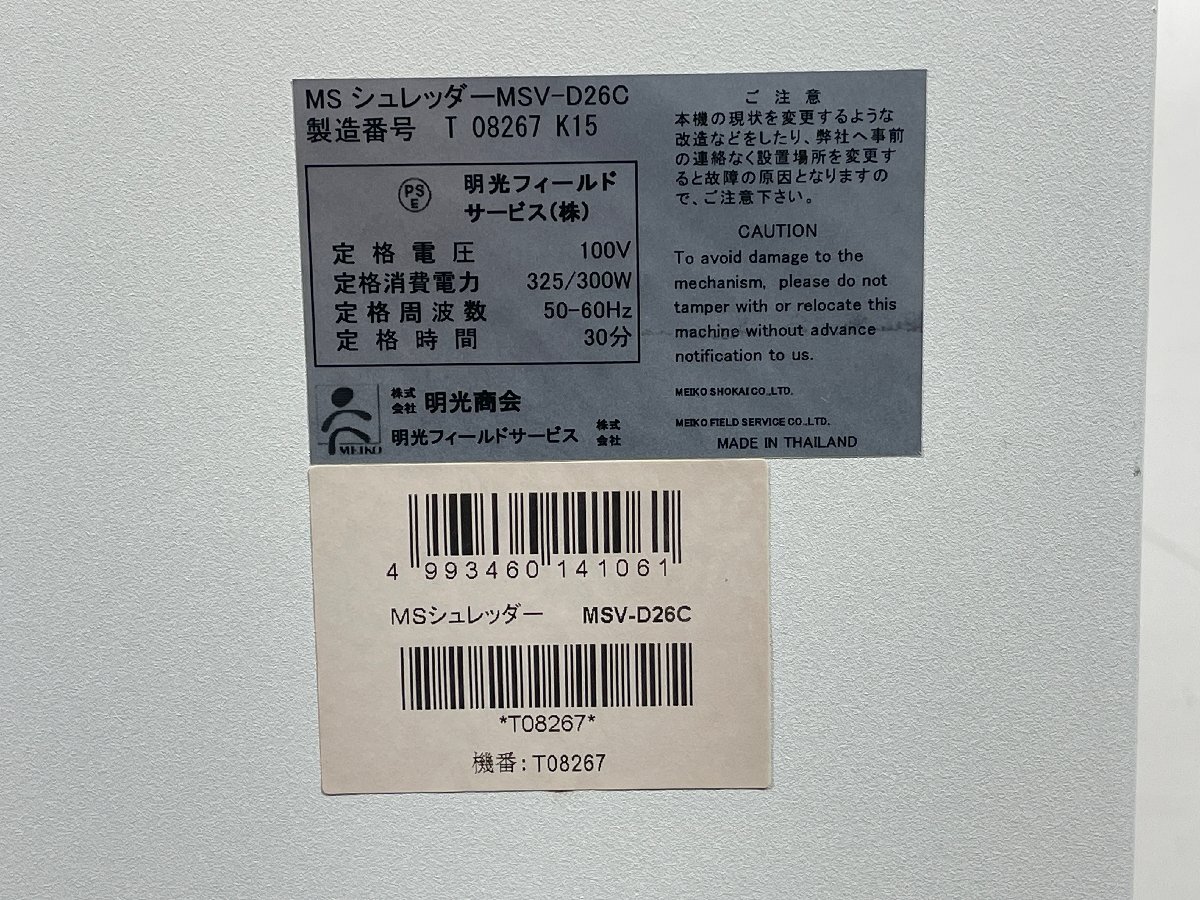 MS シュレッダーMSV-D26C
製造番号 T 08267 K15
PS
E
明光フィールド
サービス(株)
定格電圧 100V
定格消費電力 325/300W
定格周波数 50-60Hz
定格時間 30分
MEIKO
株式会社 明光商会
明光フィールドサービス 株式会社
ご注意
本機の現状を変更するような
改造などをしたり、弊社へ事前
の連絡なく設置場所を変更す
ると故障の原因となりますの
で、ご注意下さい。
CAUTION
To avoid damage to the
mechanism, please do not
tamper with or relocate this
machine without advance
notification to us.
MEIKO SHOKAI CO.,LTD.
MEIKO FIELD SERVICE CO.,LTD.
MADE IN THAILAND
4 993460 141061
MSシュレッダー MSV-D26C
*T08267*
機番:T08267